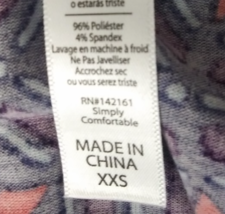 o estarás triste
96% Poliéster
4% Spandex
Lavage en machine à froid
Ne Pas Javelliser
Accrochez sec
ou vous serez triste
RN#142161
Simply
Comfortable
MADE IN
CHINA
XXS